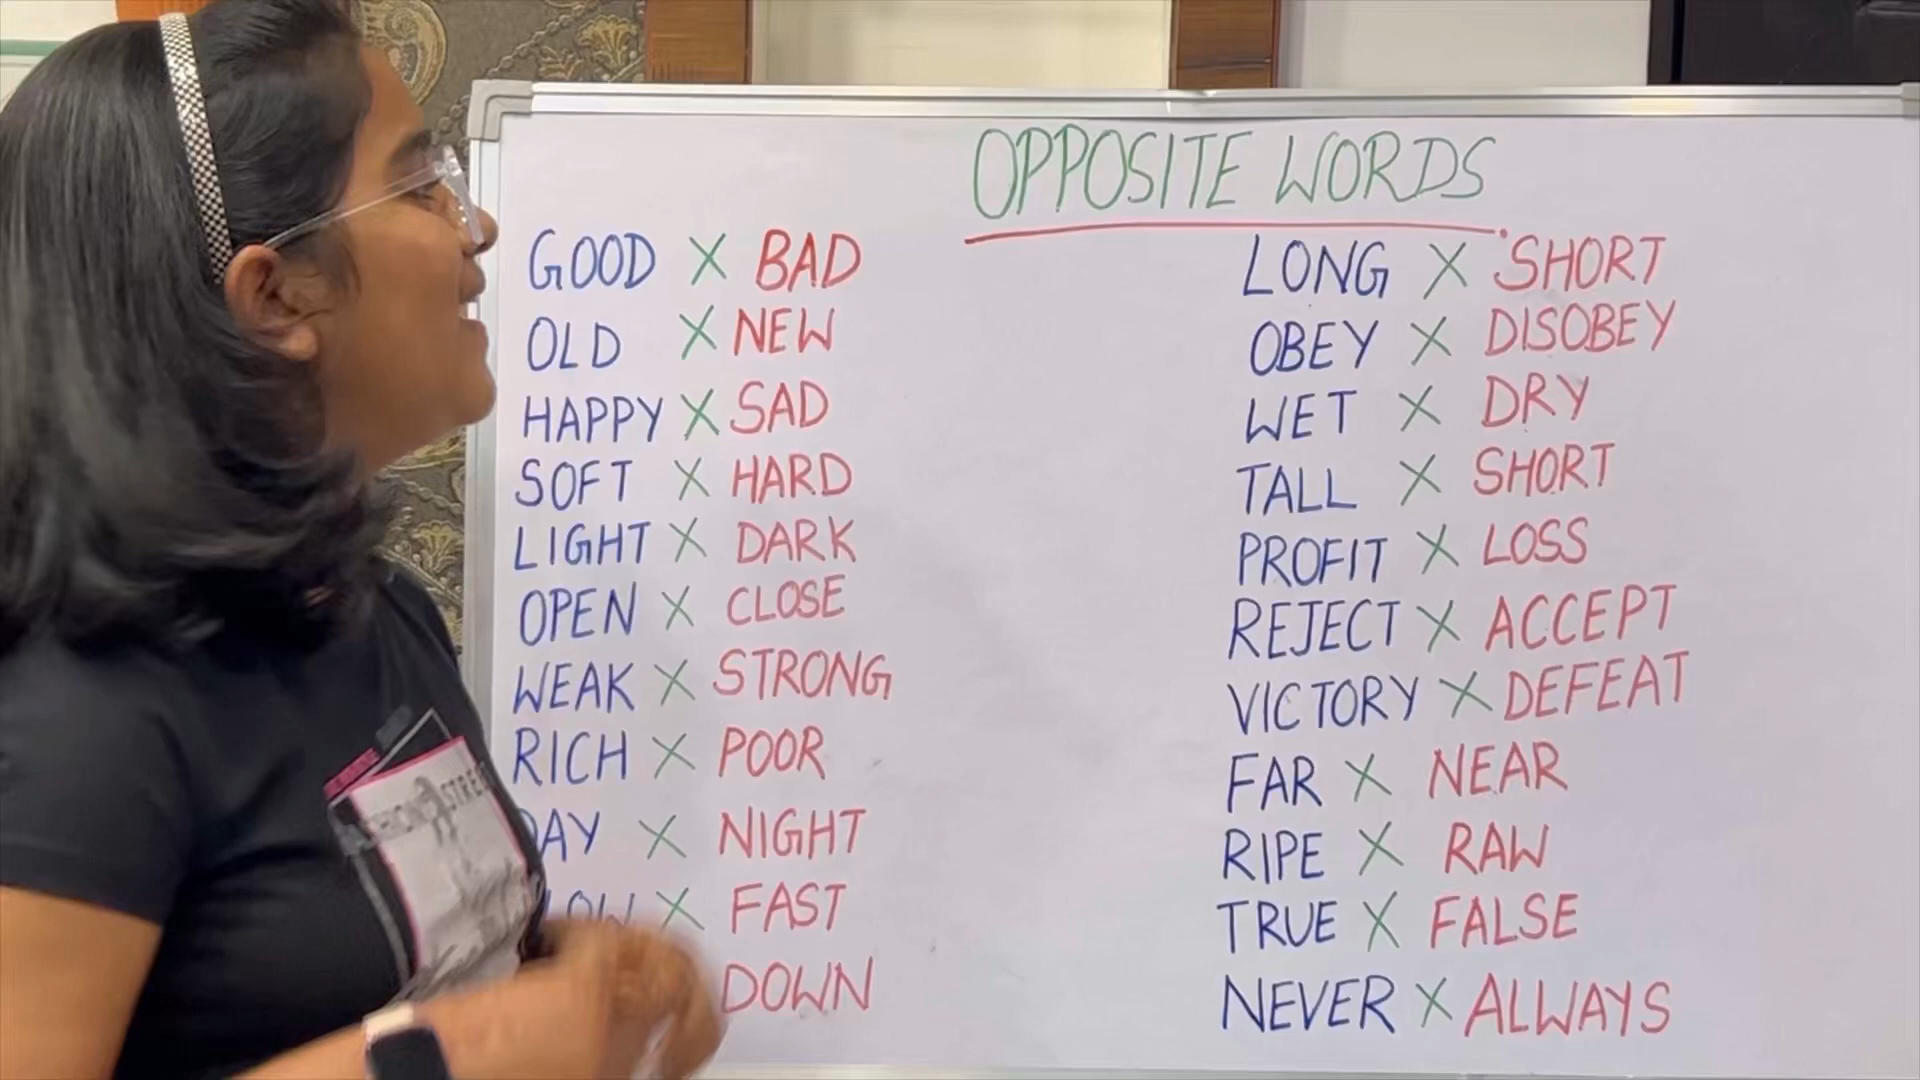 OPPOSITE WORDS
GOOD X BAD
OLD X NEW
HAPPY X SAD
SOFT X HARD
LIGHT X DARK
OPEN X CLOSE
WEAK X STRONG
RICH X POOR
DAY X NIGHT
X FAST
DOWN
LONG X SHORT
OBEY X DISOBEY
WET X DRY
TALL X SHORT
PROFIT X LOSS
REJECT X ACCEPT
VICTORY X DEFEAT
FAR X NEAR
RIPE X RAW
TRUE X FALSE
NEVER X ALWAYS